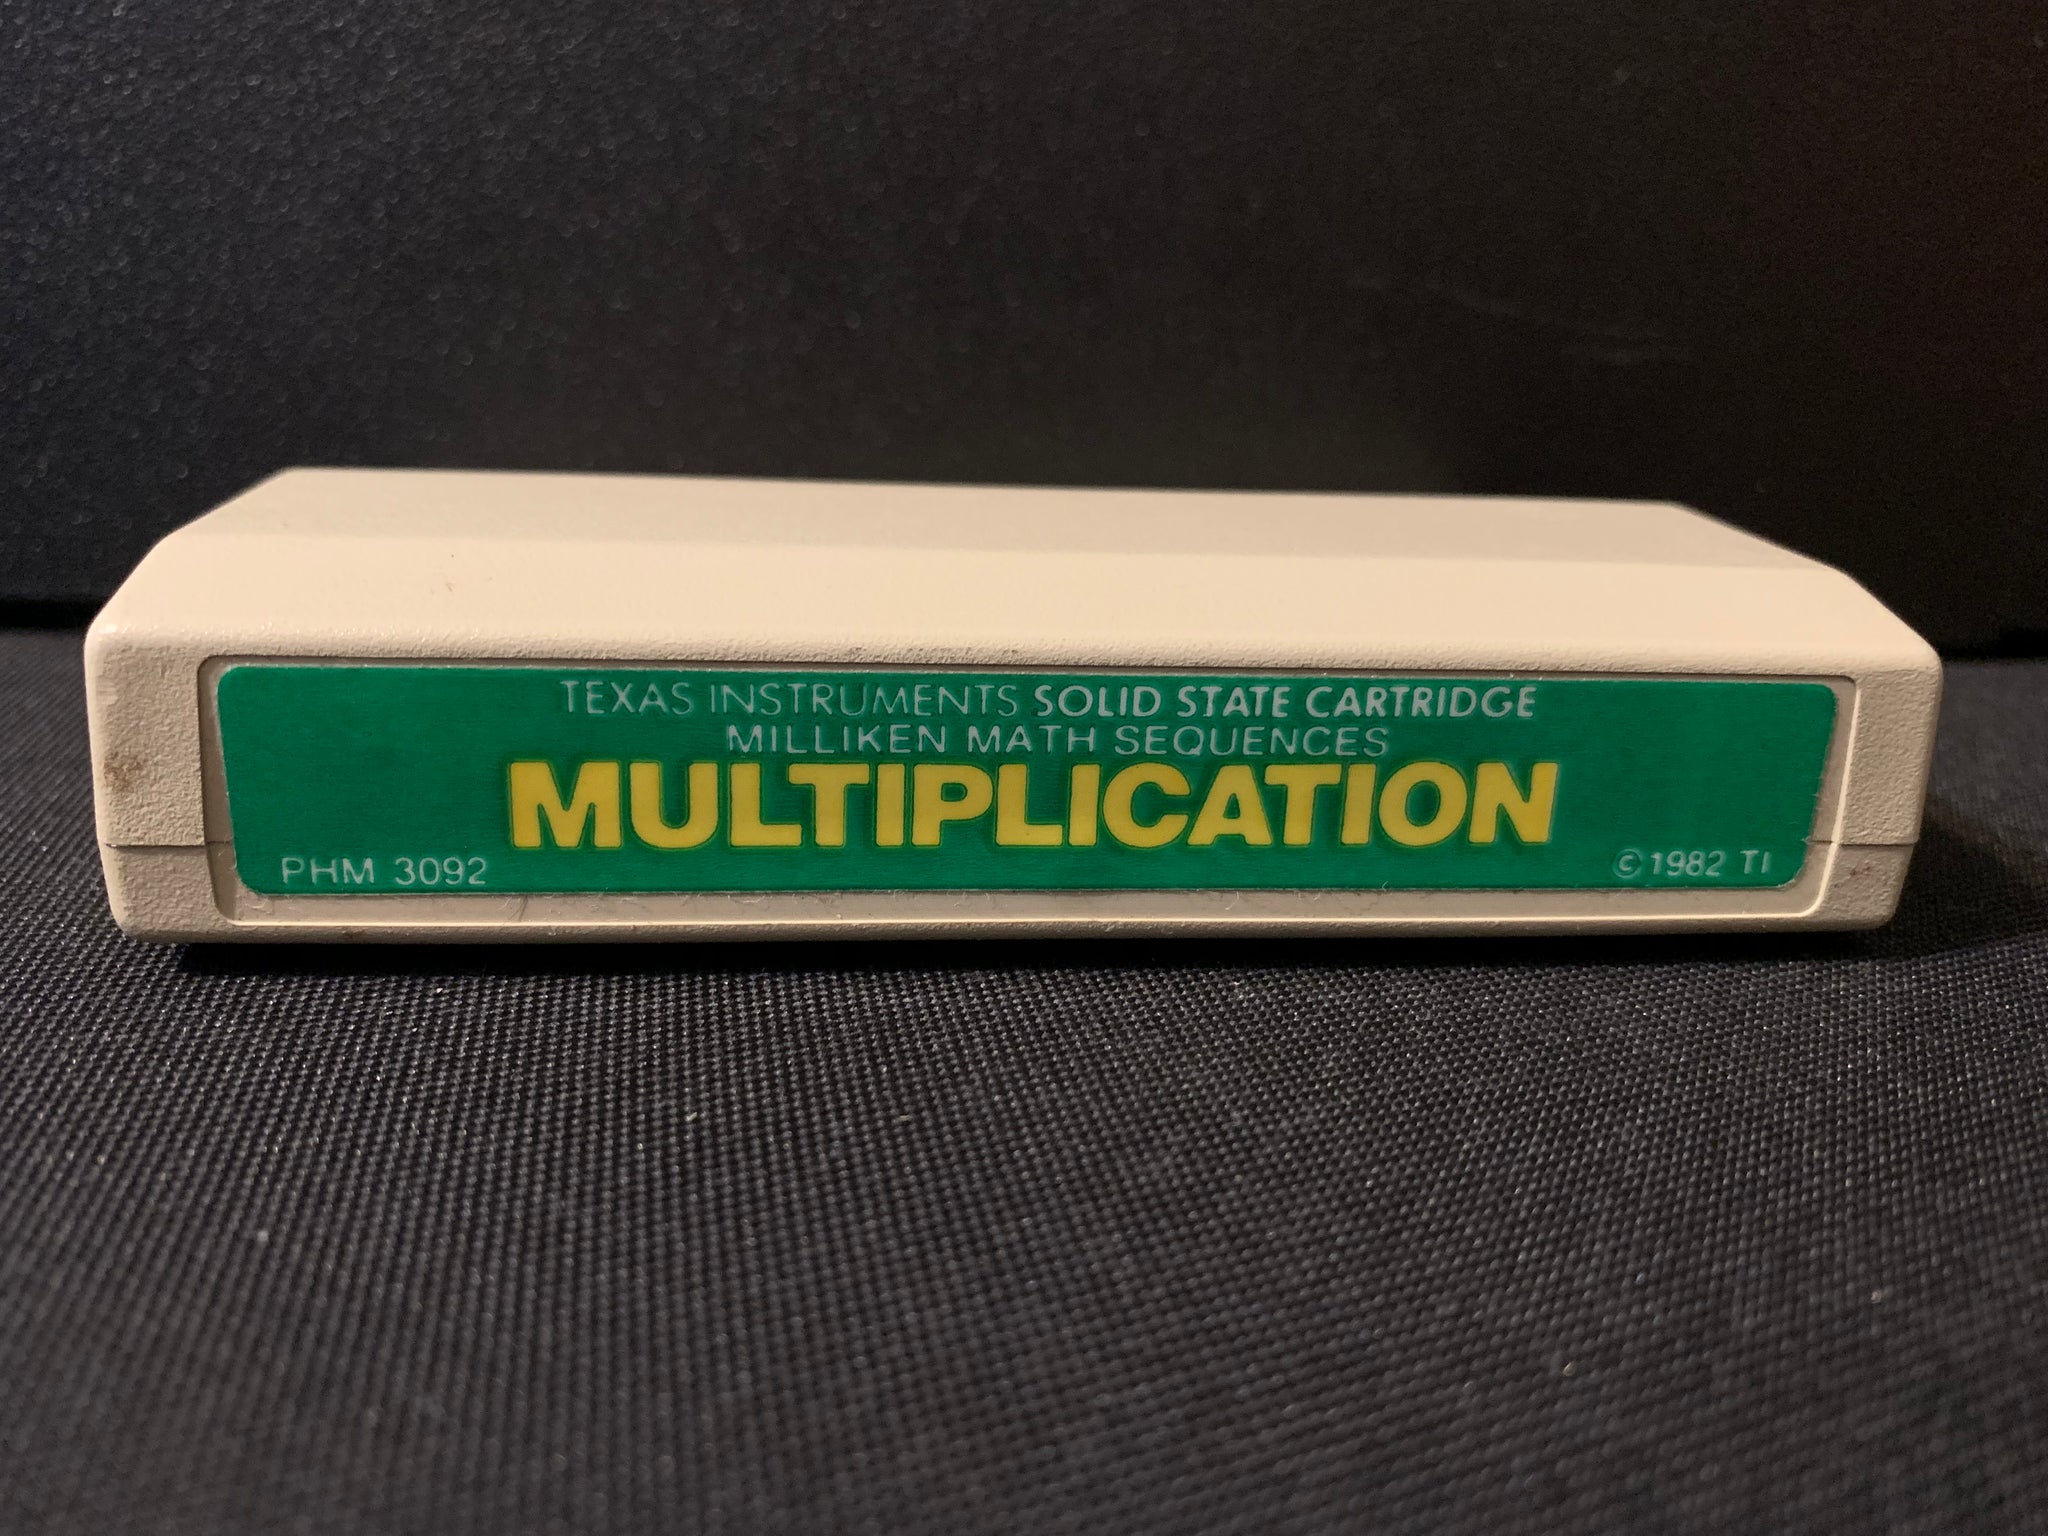 TEXAS INSTRUMENTS SOLID STATE CARTRIDGE
MILLIKEN MATH SEQUENCES
MULTIPLICATION
PHM 3092
©1982 TI